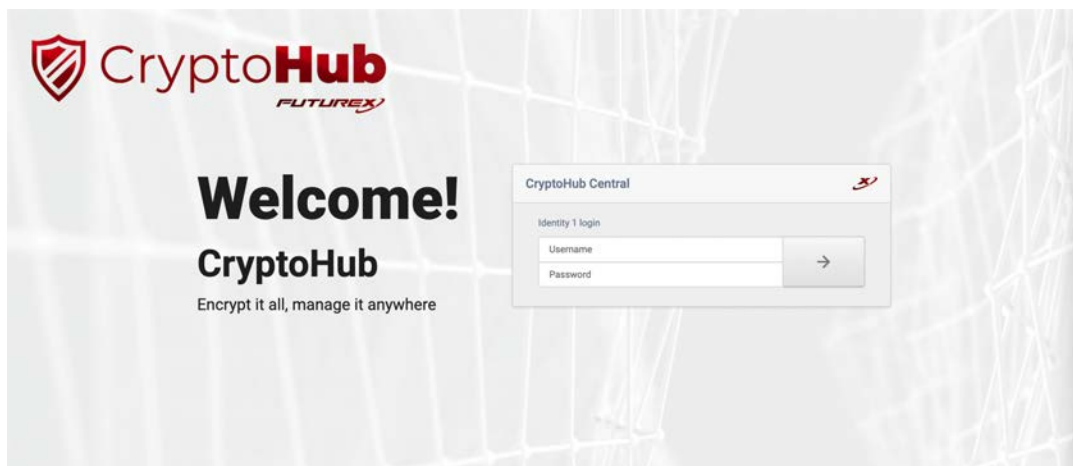 CryptoHub
FUTUREX
Welcome!
CryptoHub
Encrypt it all, manage it anywhere
CryptoHub Central
Identity 1 login
Username
Password